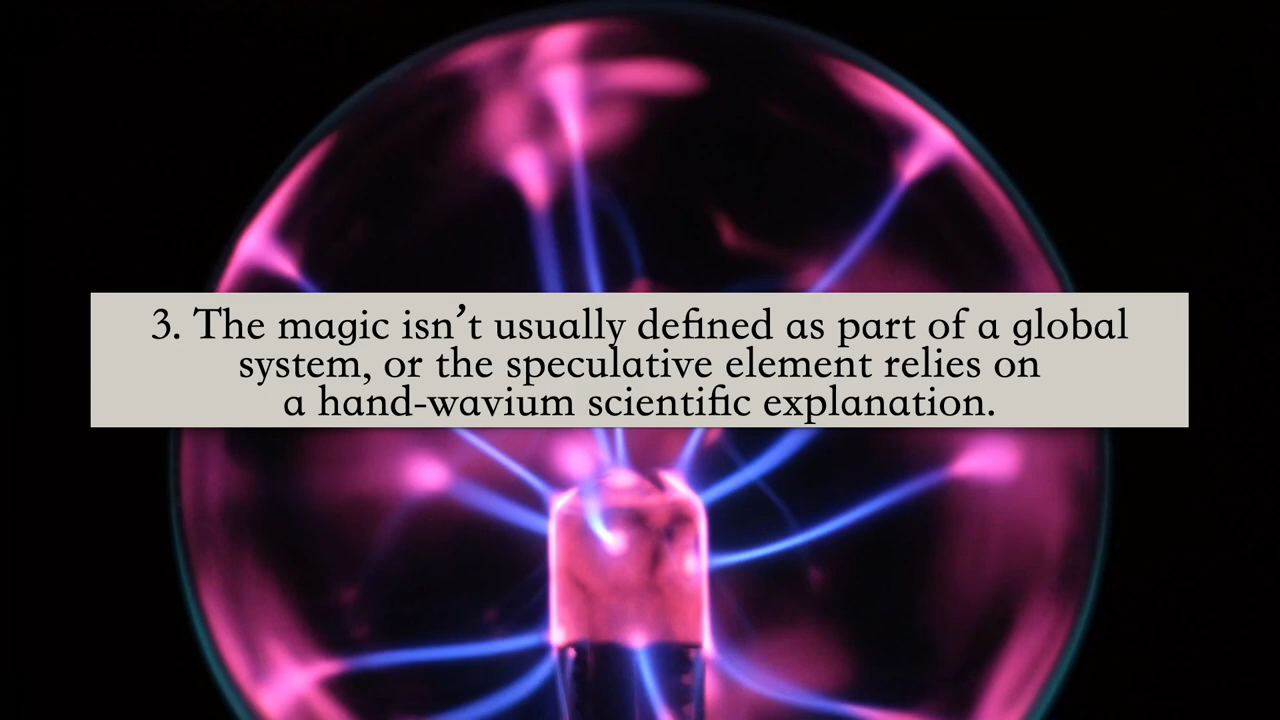 3. The magic isn’t usually defined as part of a global
system, or the speculative element relies on
a hand-wavium scientific explanation.